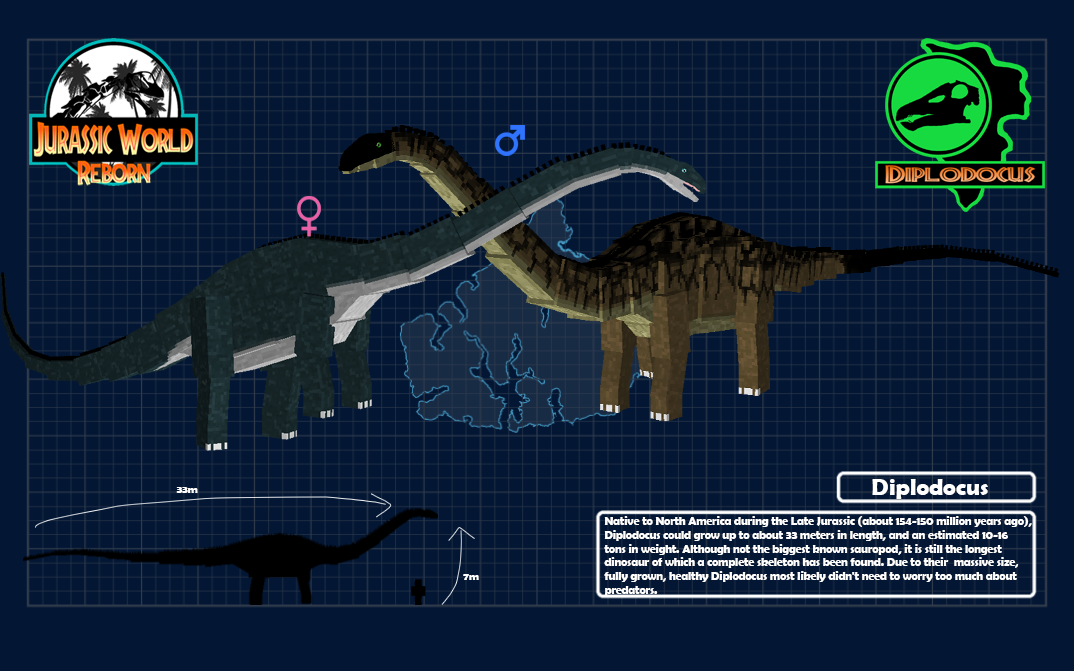 JURASSIC WORLD
REBORN
DIPLODOCUS
33m
7m
Diplodocus
Native to North America during the Late Jurassic (about 154-150 million years ago),
Diplodocus could grow up to about 33 meters in length, and an estimated 10-16
tons in weight. Although not the biggest known sauropod, it is still the longest
dinosaur of which a complete skeleton has been found. Due to their massive size,
fully grown, healthy Diplodocus most likely didn't need to worry too much about
predators.